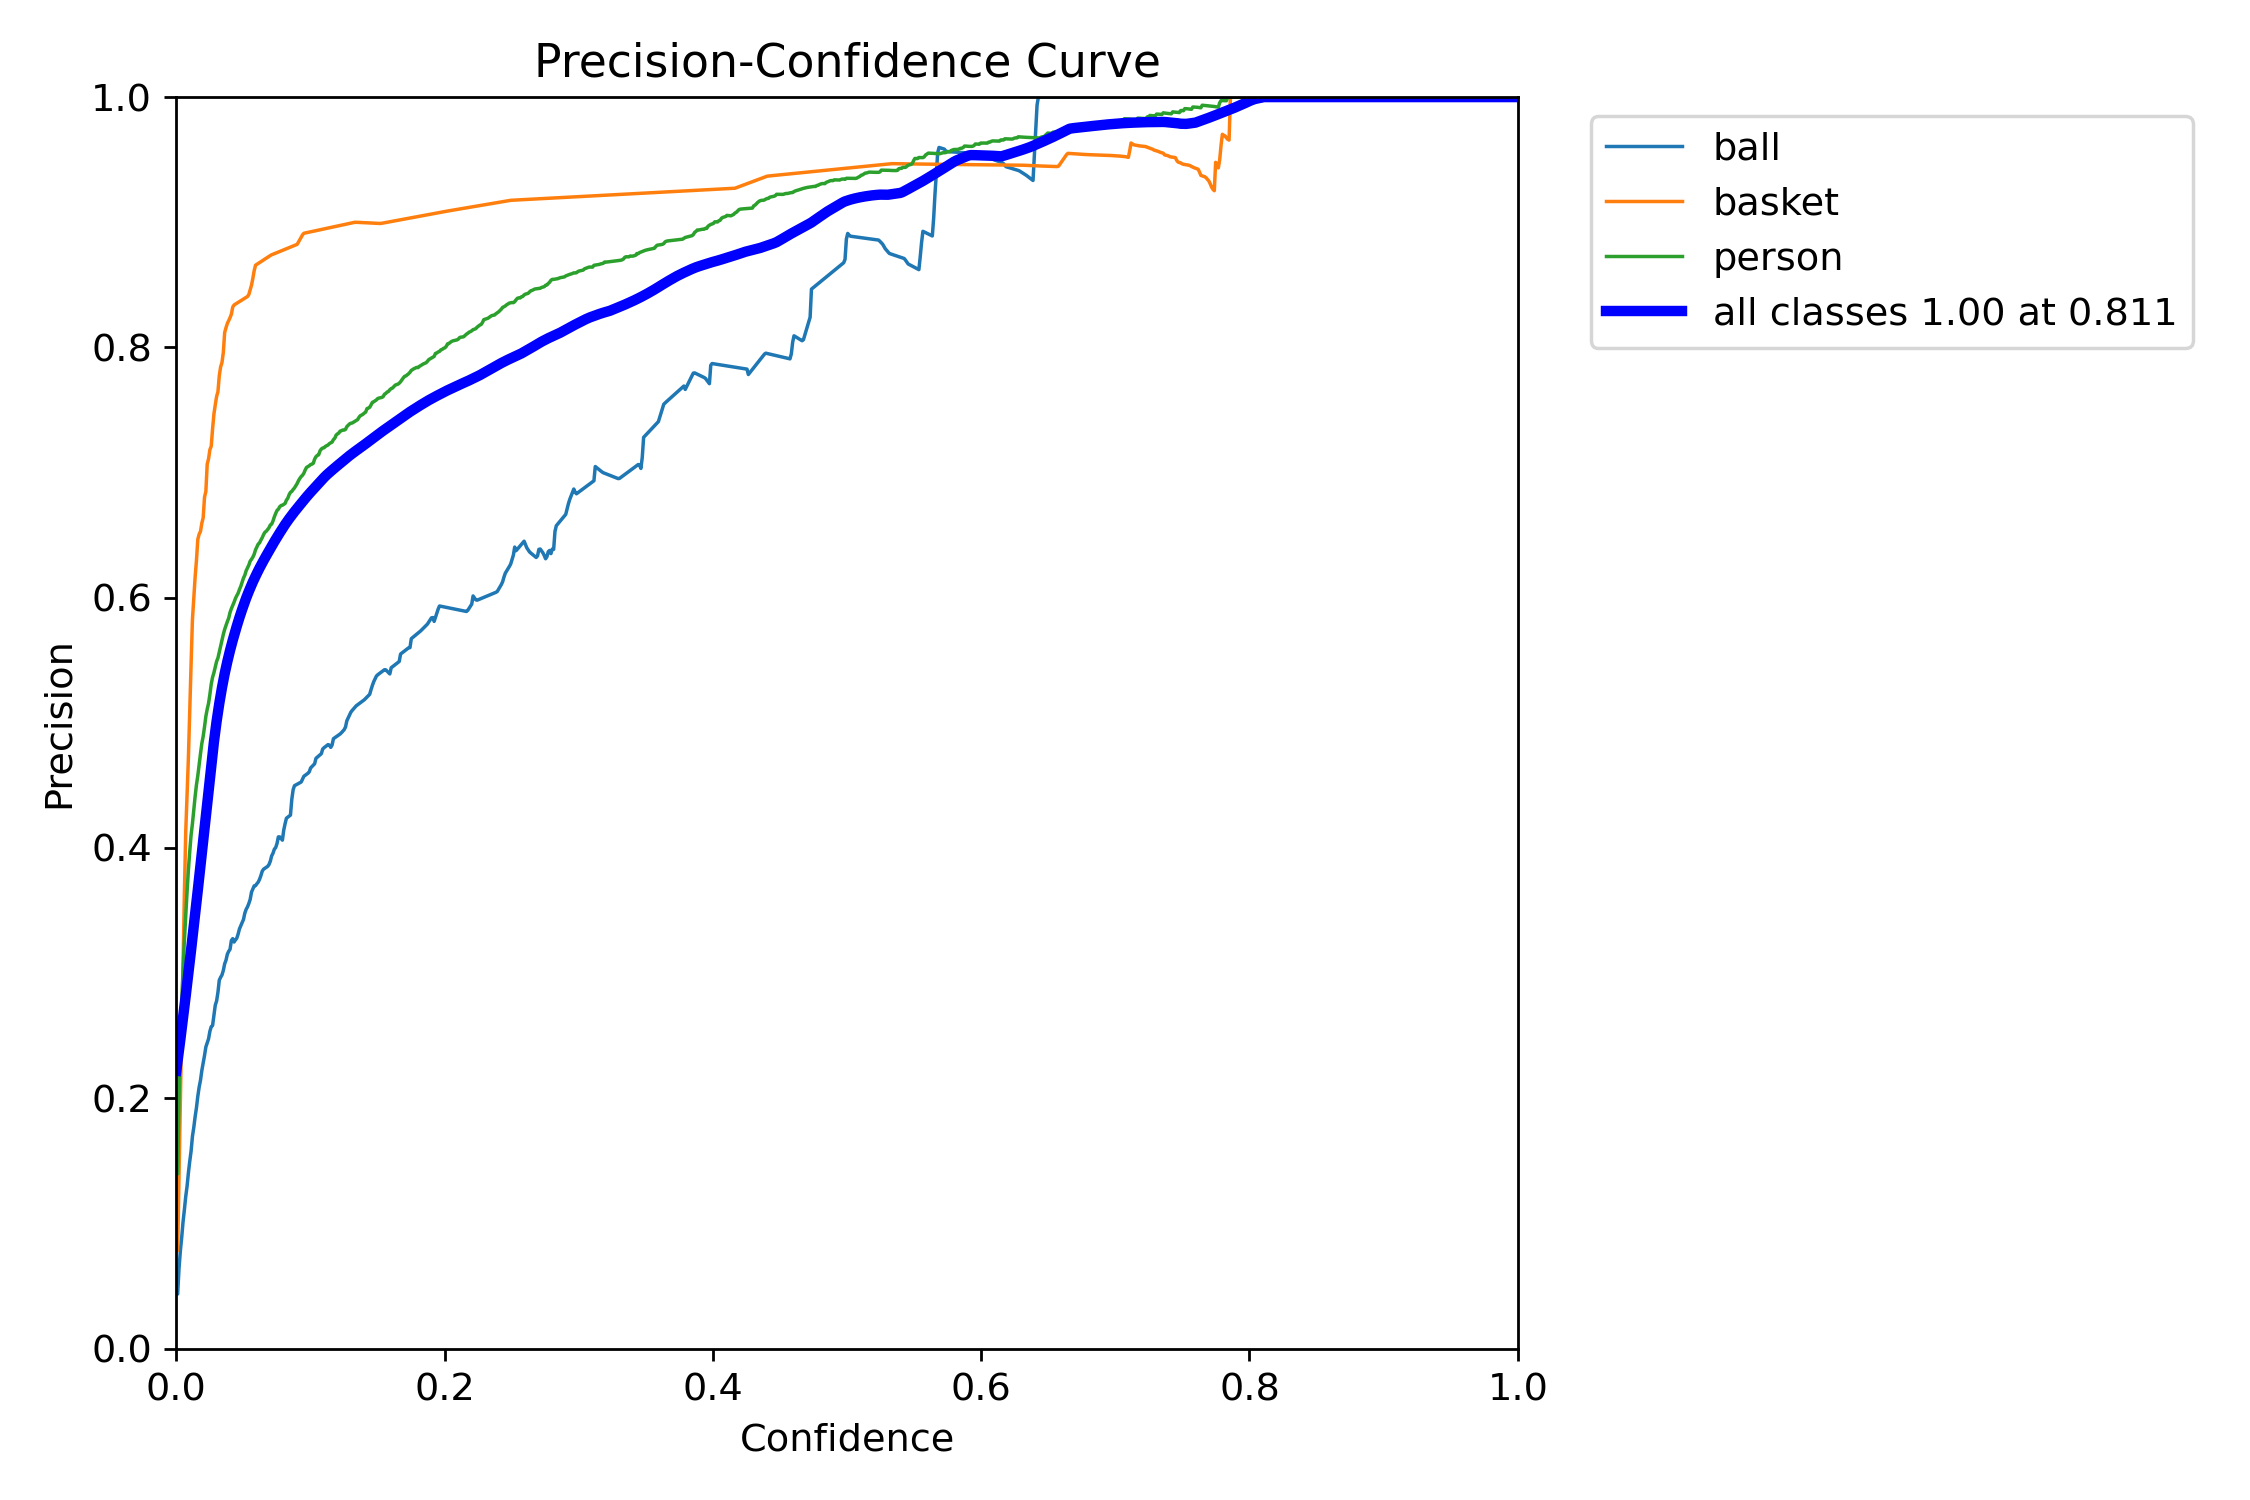 Precision-Confidence Curve
1.0
0.8
0.6
0.4
0.2
0.0
Precision
0.0 0.2 0.4 0.6 0.8 1.0
Confidence
ball
basket
person
all classes 1.00 at 0.811